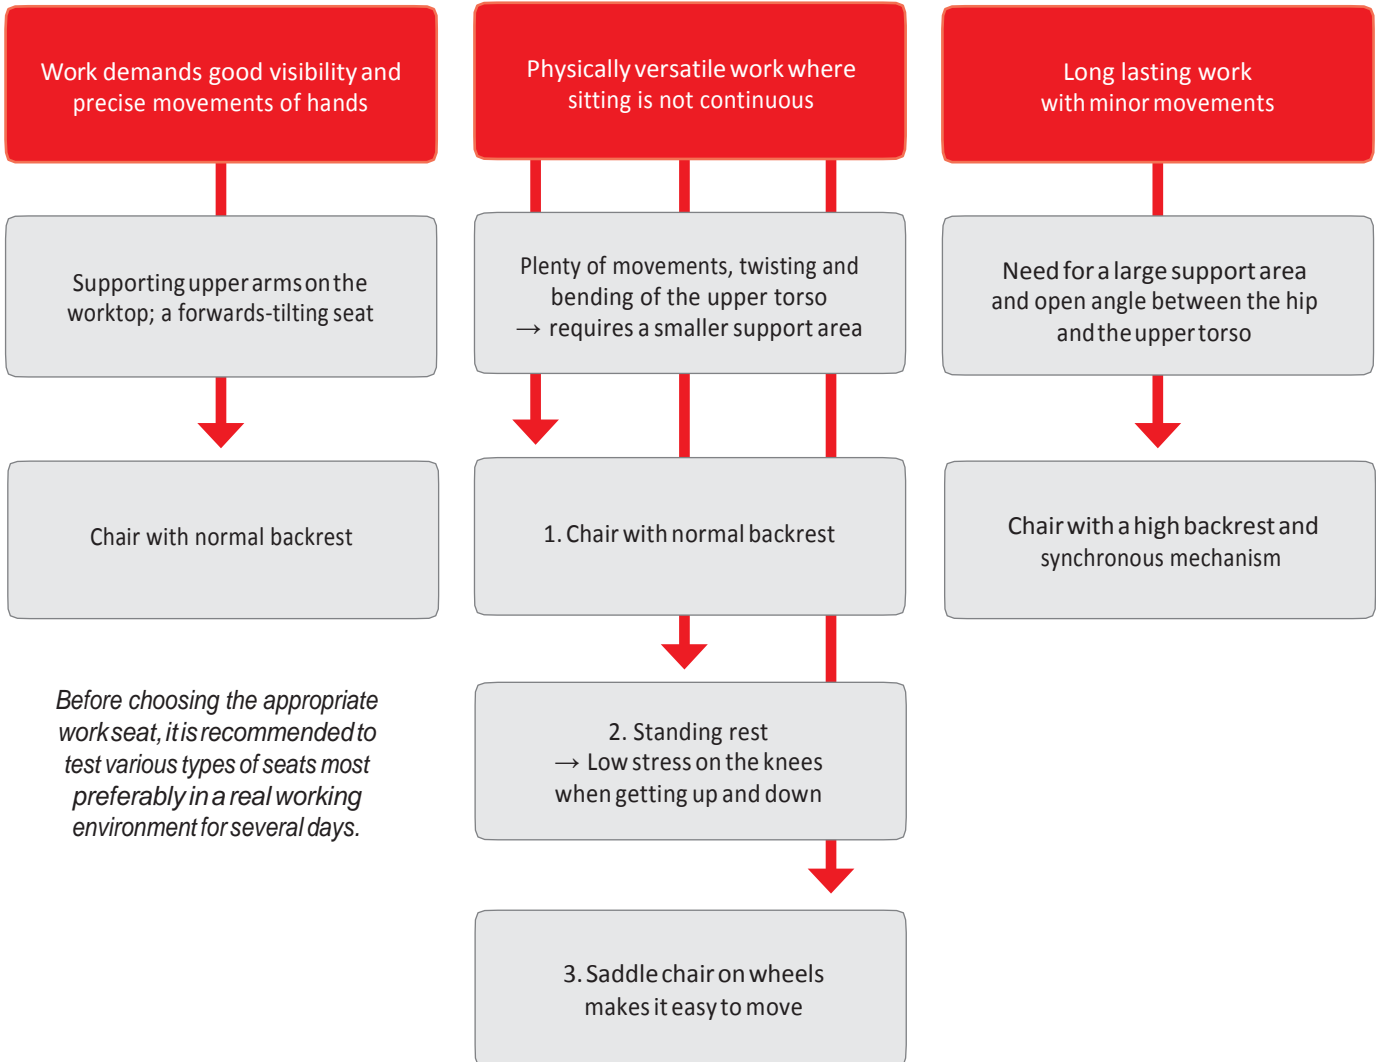 Work demands good visibility and
precise movements of hands
Physically versatile work where
sitting is not continuous
Long lasting work
with minor movements
Supporting upper arms on the
worktop; a forwards-tilting seat
Plenty of movements, twisting and
bending of the upper torso
→ requires a smaller support area
Need for a large support area
and open angle between the hip
and the upper torso
Chair with normal backrest
1. Chair with normal backrest
Chair with a high backrest and
synchronous mechanism
Before choosing the appropriate
work seat, it is recommended to
test various types of seats most
preferably in a real working
environment for several days.
2. Standing rest
→ Low stress on the knees
when getting up and down
3. Saddle chair on wheels
makes it easy to move